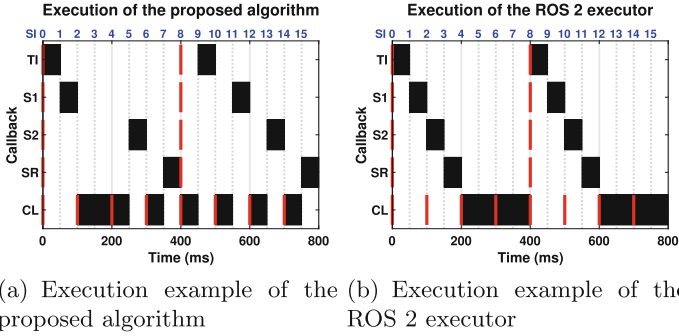 Execution of the proposed algorithm
SI 0 1 2 3 4 5 6 7 8 9 10 11 12 13 14 15
TI
S1
S2
SR
CL
Callback
0 200 400 600 800
Time (ms)
(a) Execution example of the
proposed algorithm
Execution of the ROS 2 executor
SI 0 1 2 3 4 5 6 7 8 9 10 11 12 13 14 15
TI
S1
S2
SR
CL
Callback
0 200 400 600 800
Time (ms)
(b) Execution example of the
ROS 2 executor